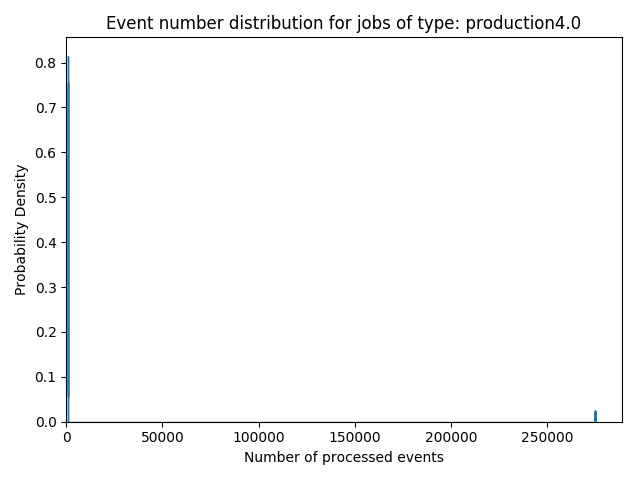 Event number distribution for jobs of type: production4.0
0.8
0.7
0.6
0.5
0.4
0.3
0.2
0.1
0.0
Probability Density
0 50000 100000 150000 200000 250000
Number of processed events